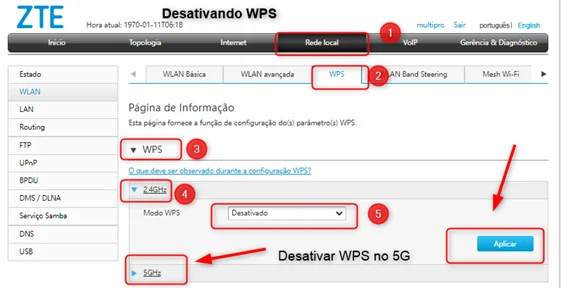 ZTE
Desativando WPS
Hora atual: 1970-01-11T06:18
multipro Sair português| English
1
Início Topologia Internet Rede local VoIP Gerência & Diagnóstico
Estado
WLAN
LAN
Routing
FTP
UPnP
BPDU
DMS / DLNA
Serviço Samba
DNS
USB
WLAN Básica WLAN avançada WPS WLAN Band Steering Mesh Wi-Fi
2
Página de Informação
Esta página fornece a função de configuração do(s) parâmetro(s) WPS.
WPS 3
O que deve ser observado durante a configuração WPS?
2.4GHz 4
Modo WPS Desativado 5
Aplicar
Desativar WPS no 5G
5GHz